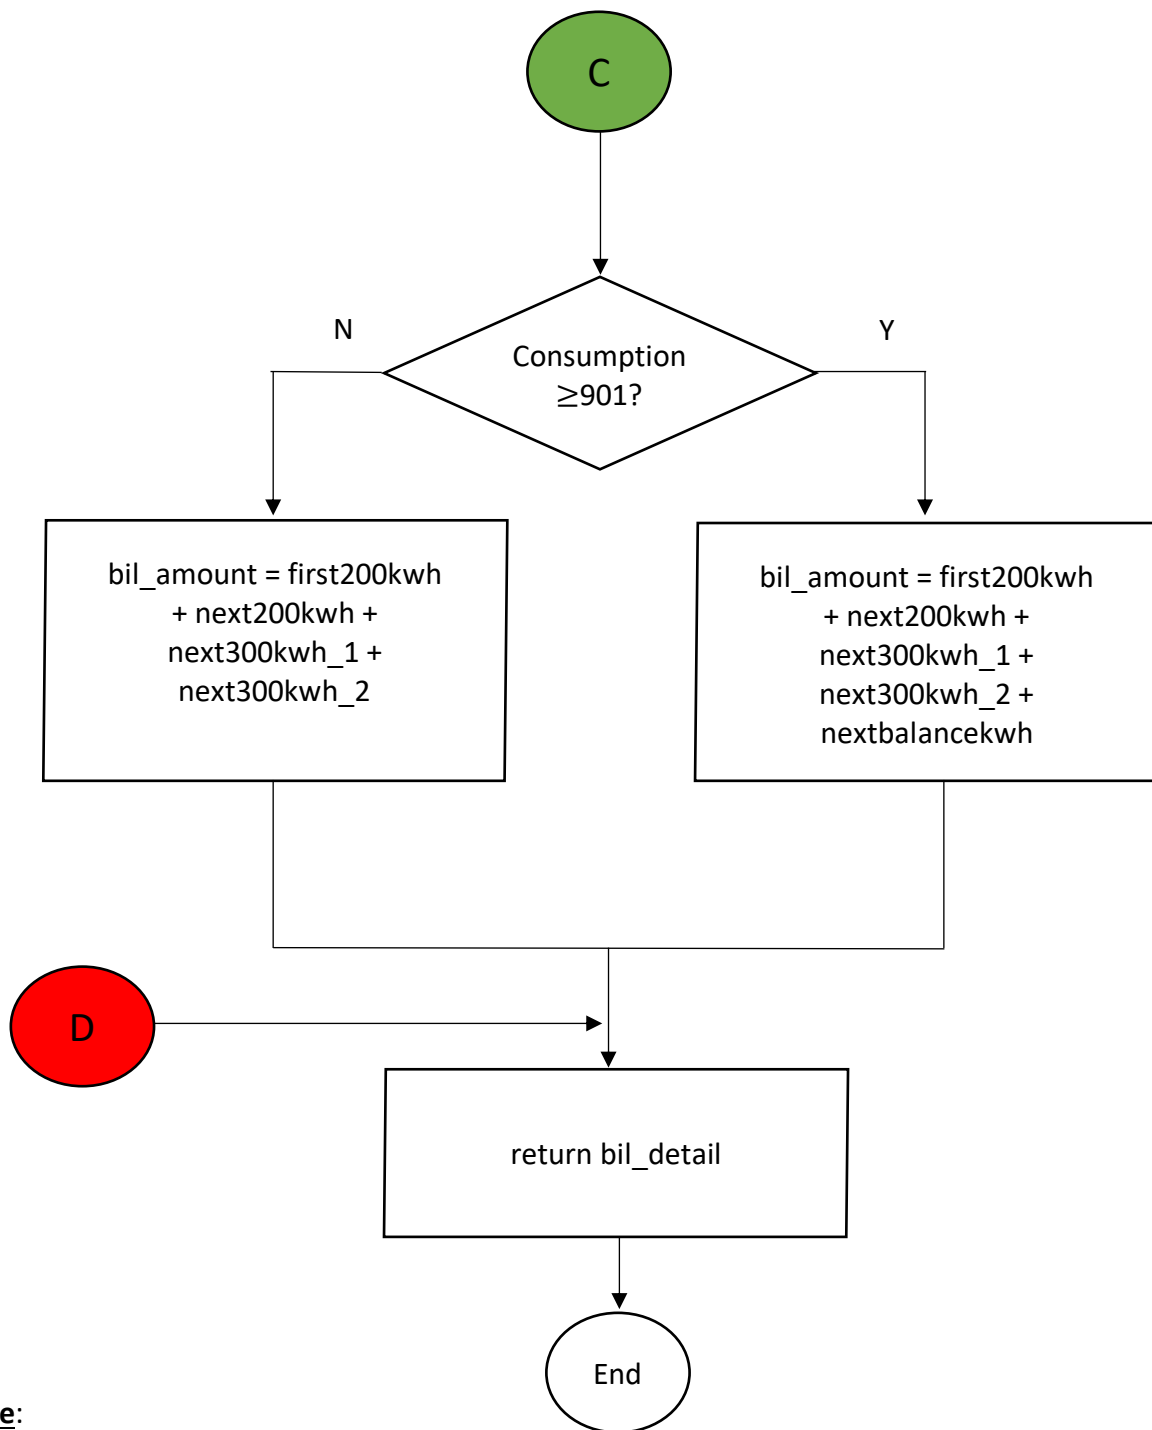 C
N
Y
Consumption
≥901?
bil_amount = first200kwh
+ next200kwh +
next300kwh_1 +
next300kwh_2
bil_amount = first200kwh
+ next200kwh +
next300kwh_1 +
next300kwh_2 +
nextbalancekwh
D
return bil_detail
End
e: